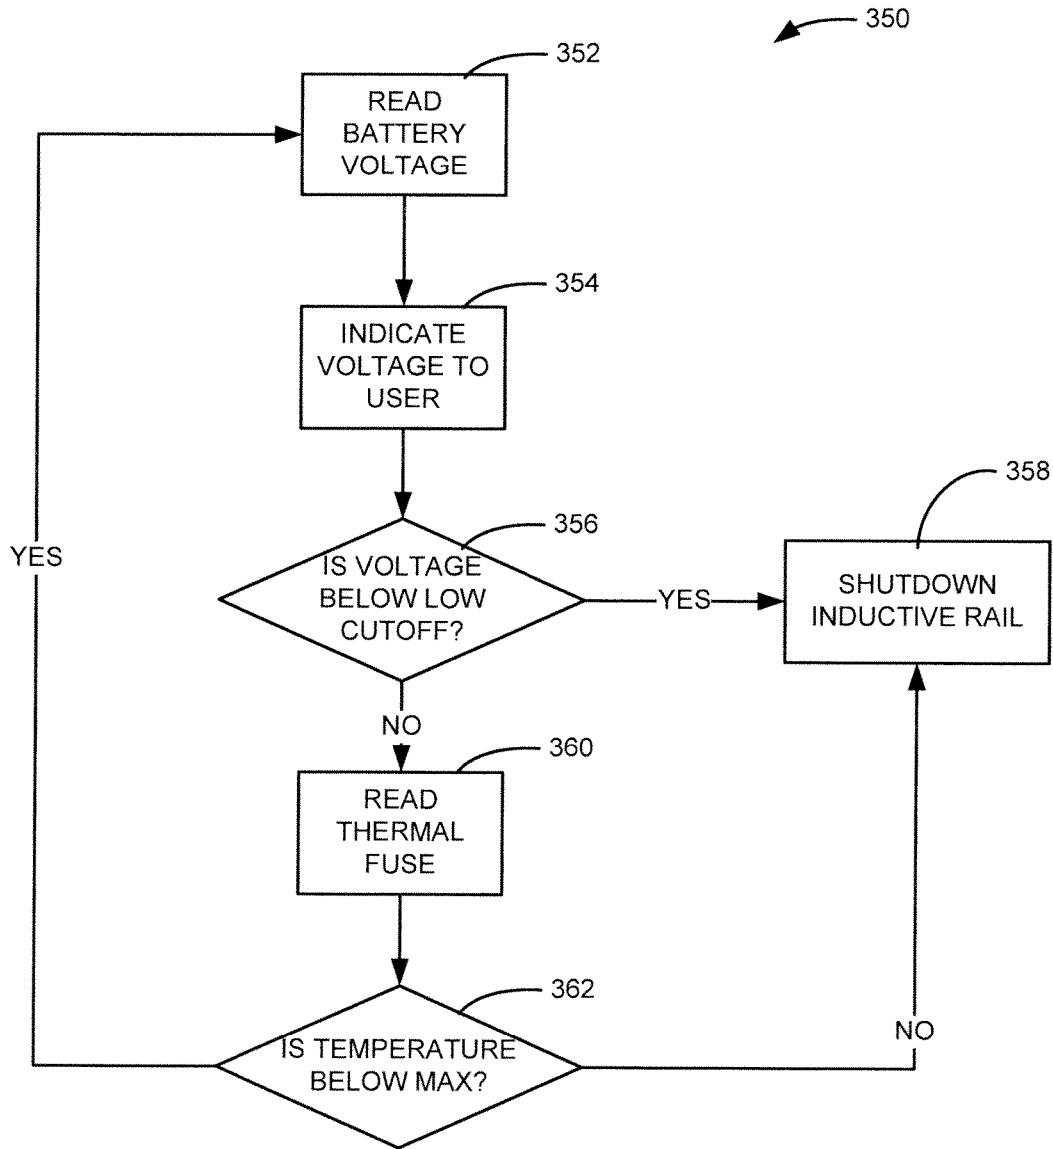 350
352
READ
BATTERY
VOLTAGE
354
INDICATE
VOLTAGE TO
USER
356
IS VOLTAGE
BELOW LOW
CUTOFF?
YES
358
SHUTDOWN
INDUCTIVE RAIL
YES
NO
360
READ
THERMAL
FUSE
362
IS TEMPERATURE
BELOW MAX?
NO